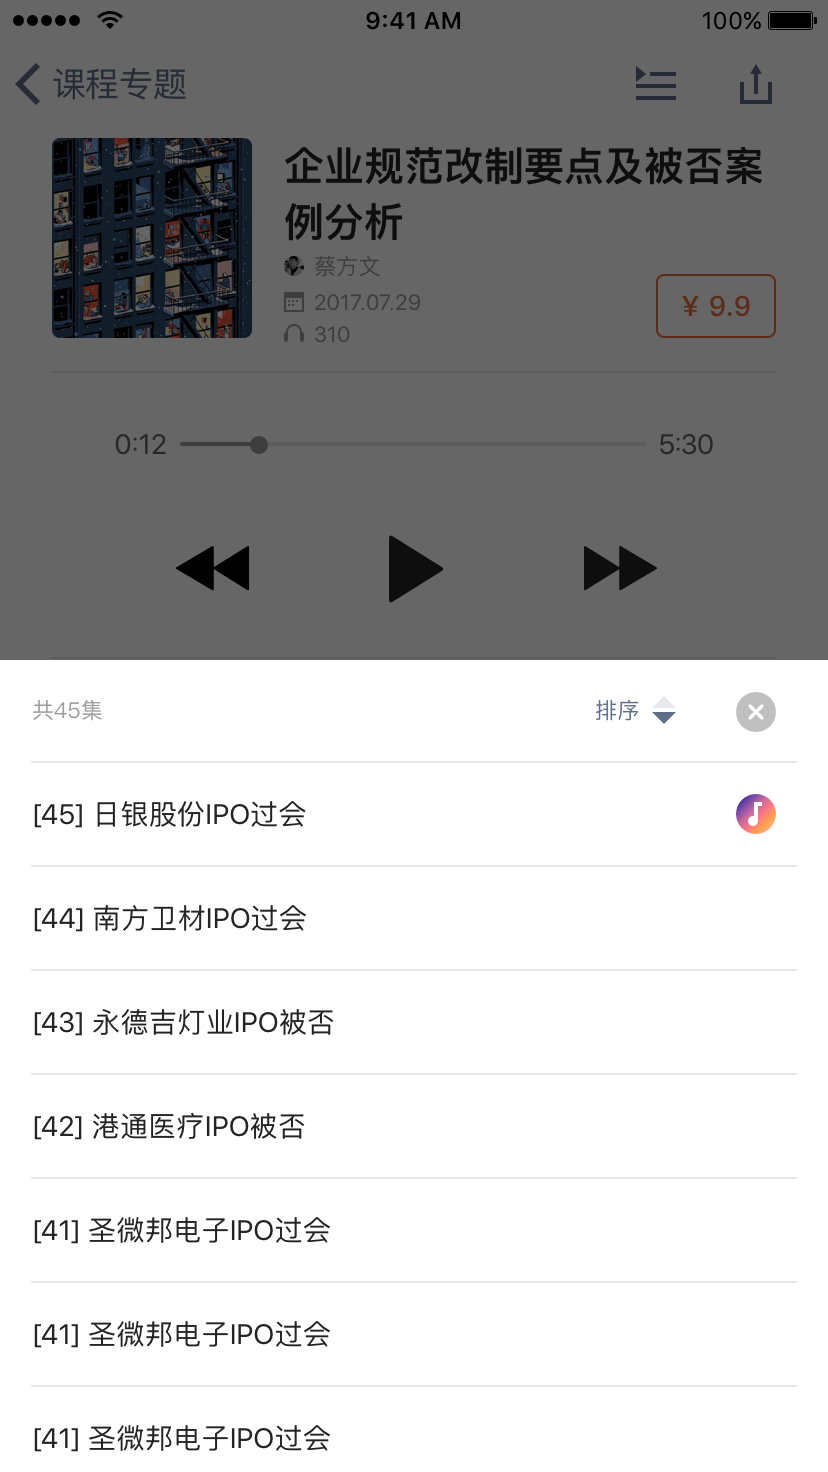 9:41 AM
100%
课程专题
企业规范改制要点及被否案
例分析
蔡方文
2017.07.29
310
¥ 9.9
0:12
5:30
共45集
排序
[45] 日银股份IPO过会
[44] 南方卫材IPO过会
[43] 永德吉灯业IPO被否
[42] 港通医疗IPO被否
[41] 圣微邦电子IPO过会
[41] 圣微邦电子IPO过会
[41] 圣微邦电子IPO过会